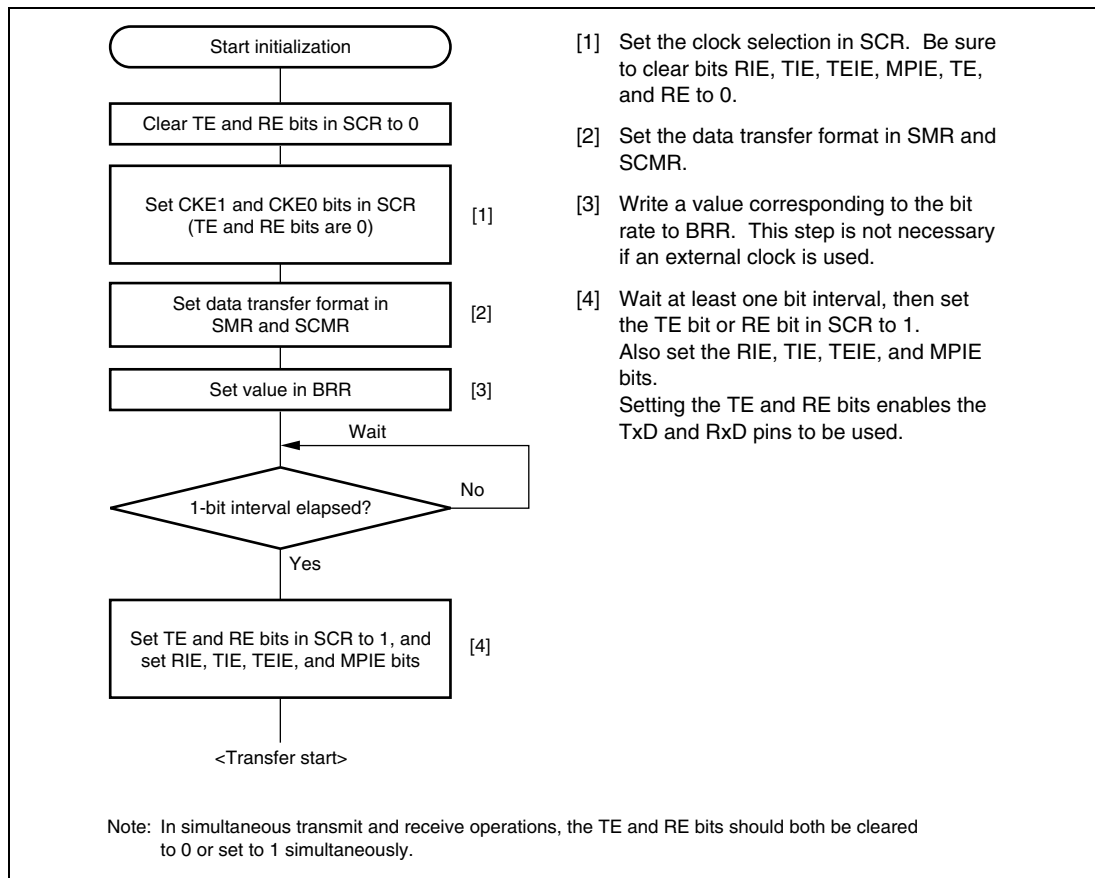 Start initialization
Clear TE and RE bits in SCR to 0
Set CKE1 and CKE0 bits in SCR
(TE and RE bits are 0)
[1]
Set data transfer format in
SMR and SCMR
[2]
Set value in BRR
[3]
Wait
No
1-bit interval elapsed?
Yes
Set TE and RE bits in SCR to 1, and
set RIE, TIE, TEIE, and MPIE bits
[4]
<Transfer start>
[1] Set the clock selection in SCR. Be sure
to clear bits RIE, TIE, TEIE, MPIE, TE,
and RE to 0.
[2] Set the data transfer format in SMR and
SCMR.
[3] Write a value corresponding to the bit
rate to BRR. This step is not necessary
if an external clock is used.
[4] Wait at least one bit interval, then set
the TE bit or RE bit in SCR to 1.
Also set the RIE, TIE, TEIE, and MPIE
bits.
Setting the TE and RE bits enables the
TxD and RxD pins to be used.
Note: In simultaneous transmit and receive operations, the TE and RE bits should both be cleared
to 0 or set to 1 simultaneously.